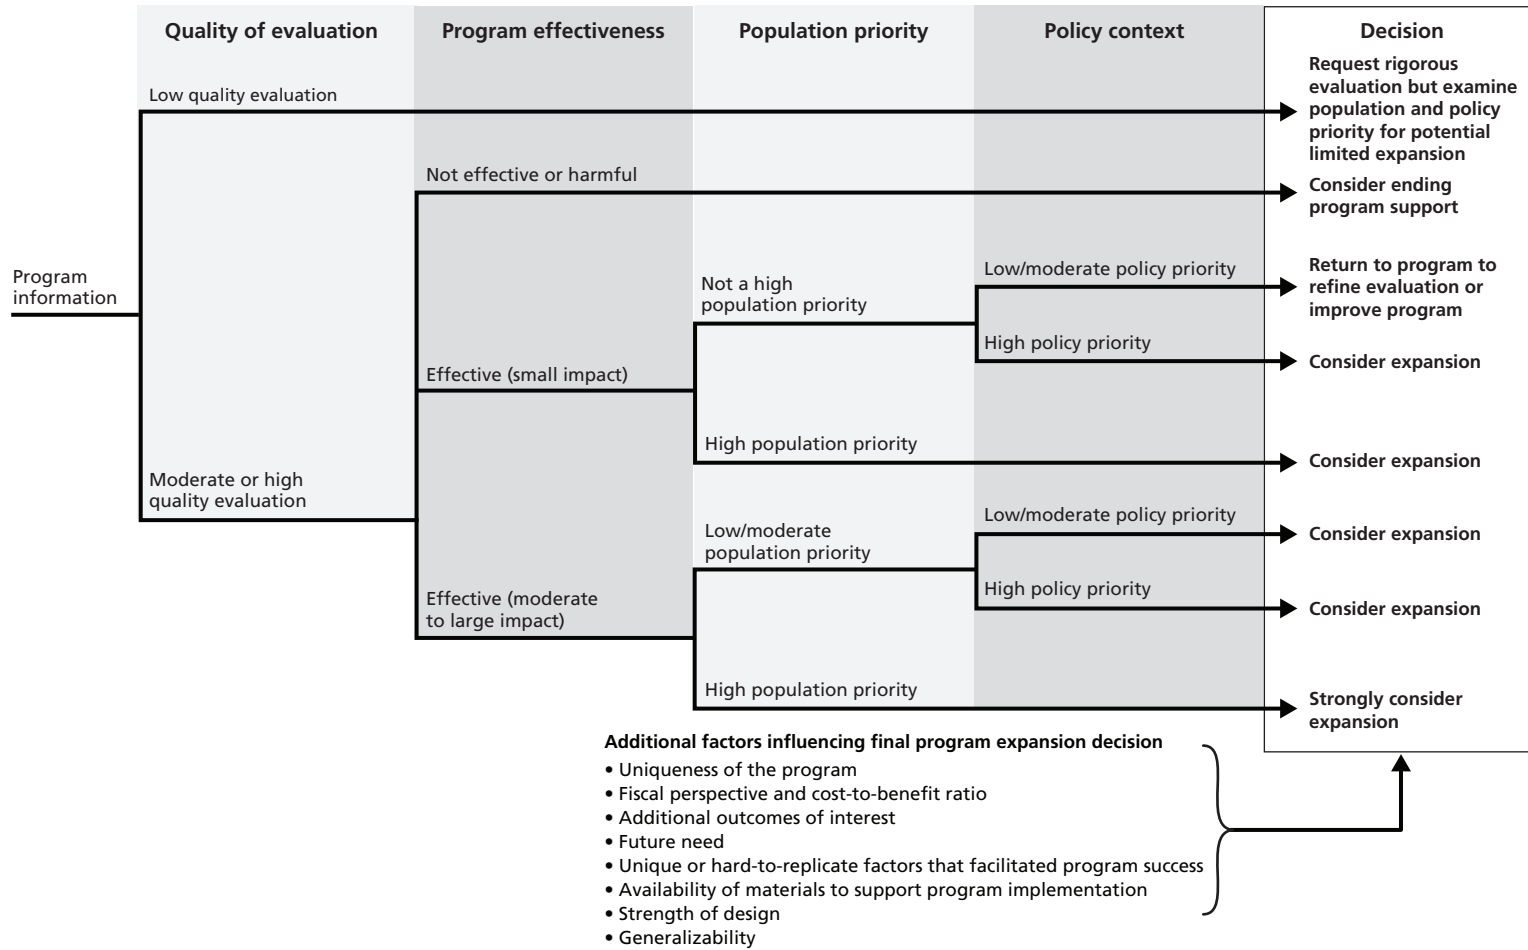 Quality of evaluation
Program effectiveness
Population priority
Policy context
Decision
Low quality evaluation
Request rigorous
evaluation but examine
population and policy
priority for potential
limited expansion
Not effective or harmful
Consider ending
program support
Program
information
Not a high
population priority
Low/moderate policy priority
Return to program to
refine evaluation or
improve program
High policy priority
Consider expansion
Effective (small impact)
High population priority
Consider expansion
Moderate or high
quality evaluation
Low/moderate
population priority
Low/moderate policy priority
Consider expansion
High policy priority
Consider expansion
Effective (moderate
to large impact)
High population priority
Strongly consider
expansion
Additional factors influencing final program expansion decision
• Uniqueness of the program
• Fiscal perspective and cost-to-benefit ratio
• Additional outcomes of interest
• Future need
• Unique or hard-to-replicate factors that facilitated program success
• Availability of materials to support program implementation
• Strength of design
• Generalizability